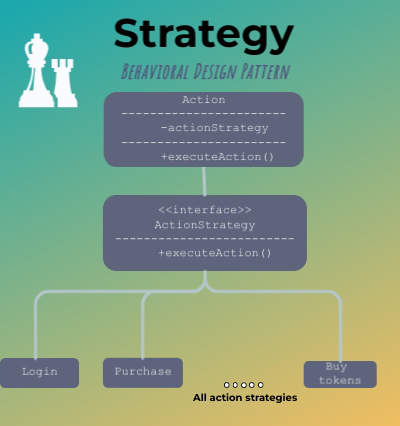 Strategy
Behavioral Design Pattern
Action
-----------------------
-actionStrategy
-----------------------
+executeAction()
<<interface>>
ActionStrategy
-------------------------
+executeAction()
Login
Purchase
Buy
tokens
All action strategies